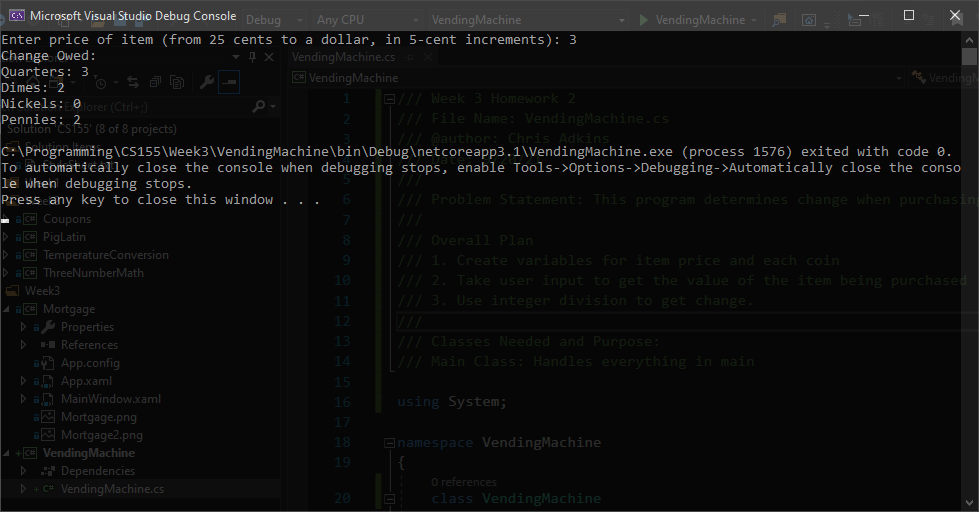 Microsoft Visual Studio Debug Console
Debug
Any CPU
VendingMachine
VendingMachine
Enter price of item (from 25 cents to a dollar, in 5-cent increments): 3
Change Owed:
Quarters: 3
Dimes: 2
Nickels: 0
Pennies: 2
C:\Programming\CS155\Week3\VendingMachine\bin\Debug\netcoreapp3.1\VendingMachine.exe (process 1576) exited with code 0.
To automatically close the console when debugging stops, enable Tools->Options->Debugging->Automatically close the conso
le when debugging stops.
Press any key to close this window . . .
Explorer (Ctrl+;)
Solution 'CS155' (8 of 8 projects)
Coupons
PigLatin
TemperatureConversion
ThreeNumberMath
Week3
Mortgage
Properties
References
App.config
App.xaml
MainWindow.xaml
Mortgage.png
Mortgage2.png
VendingMachine
Dependencies
VendingMachine.cs
VendingMachine.cs
VendingMachine
VendingM
1 /// Week 3 Homework 2
2 /// File Name: VendingMachine.cs
3 /// @author: Chris Adkins
6 /// Problem Statement: This program determines change when purchasing
7 ///
8 /// Overall Plan
9 /// 1. Create variables for item price and each coin
10 /// 2. Take user input to get the value of the item being purchased
11 /// 3. Use integer division to get change.
12 ///
13 /// Classes Needed and Purpose:
14 /// Main Class: Handles everything in main
15
16 using System;
17
18 namespace VendingMachine
19 {
0 references
20 class VendingMachine